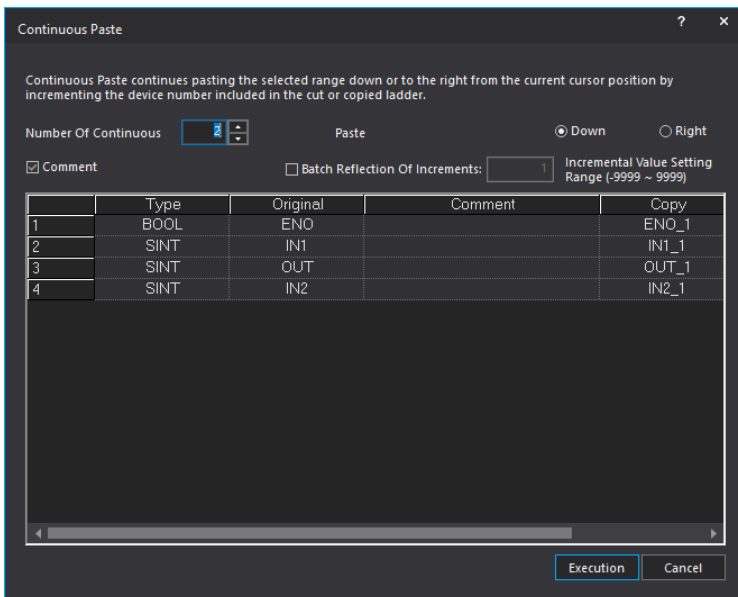 Continuous Paste ? ×
Continuous Paste continues pasting the selected range down or to the right from the current cursor position by
incrementing the device number included in the cut or copied ladder.
Number Of Continuous 2 Paste Down Right
Comment Batch Reflection Of Increments: 1 Incremental Value Setting
Range (-9999 ~ 9999)
Type Original Comment Copy
1 BOOL ENO ENO_1
2 SINT IN1 IN1_1
3 SINT OUT OUT_1
4 SINT IN2 IN2_1
Execution Cancel